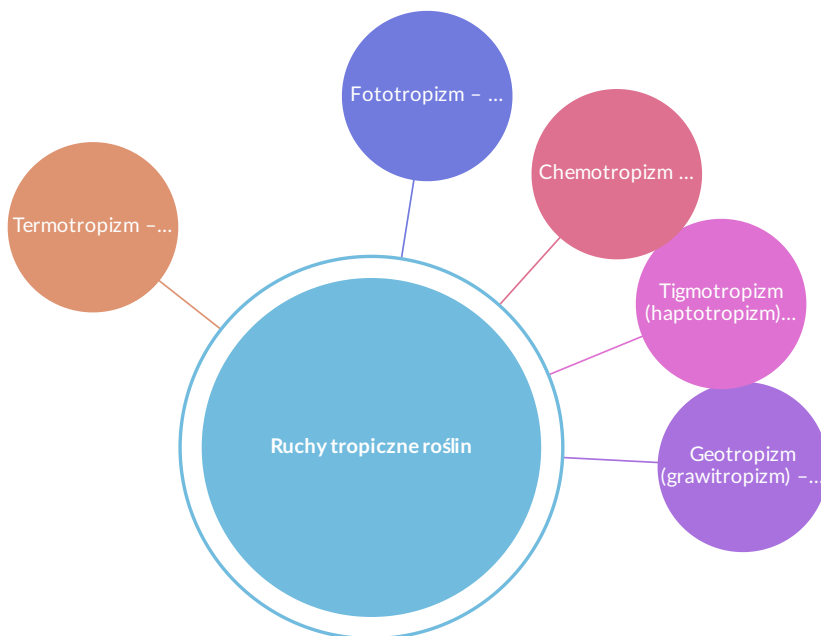 Fototropizm – ...
Chemotropizm ...
Termotropizm –...
Tigmotropizm
(haptotropizm)...
Ruchy tropiczne roślin
Geotropizm
(grawitropizm) –...